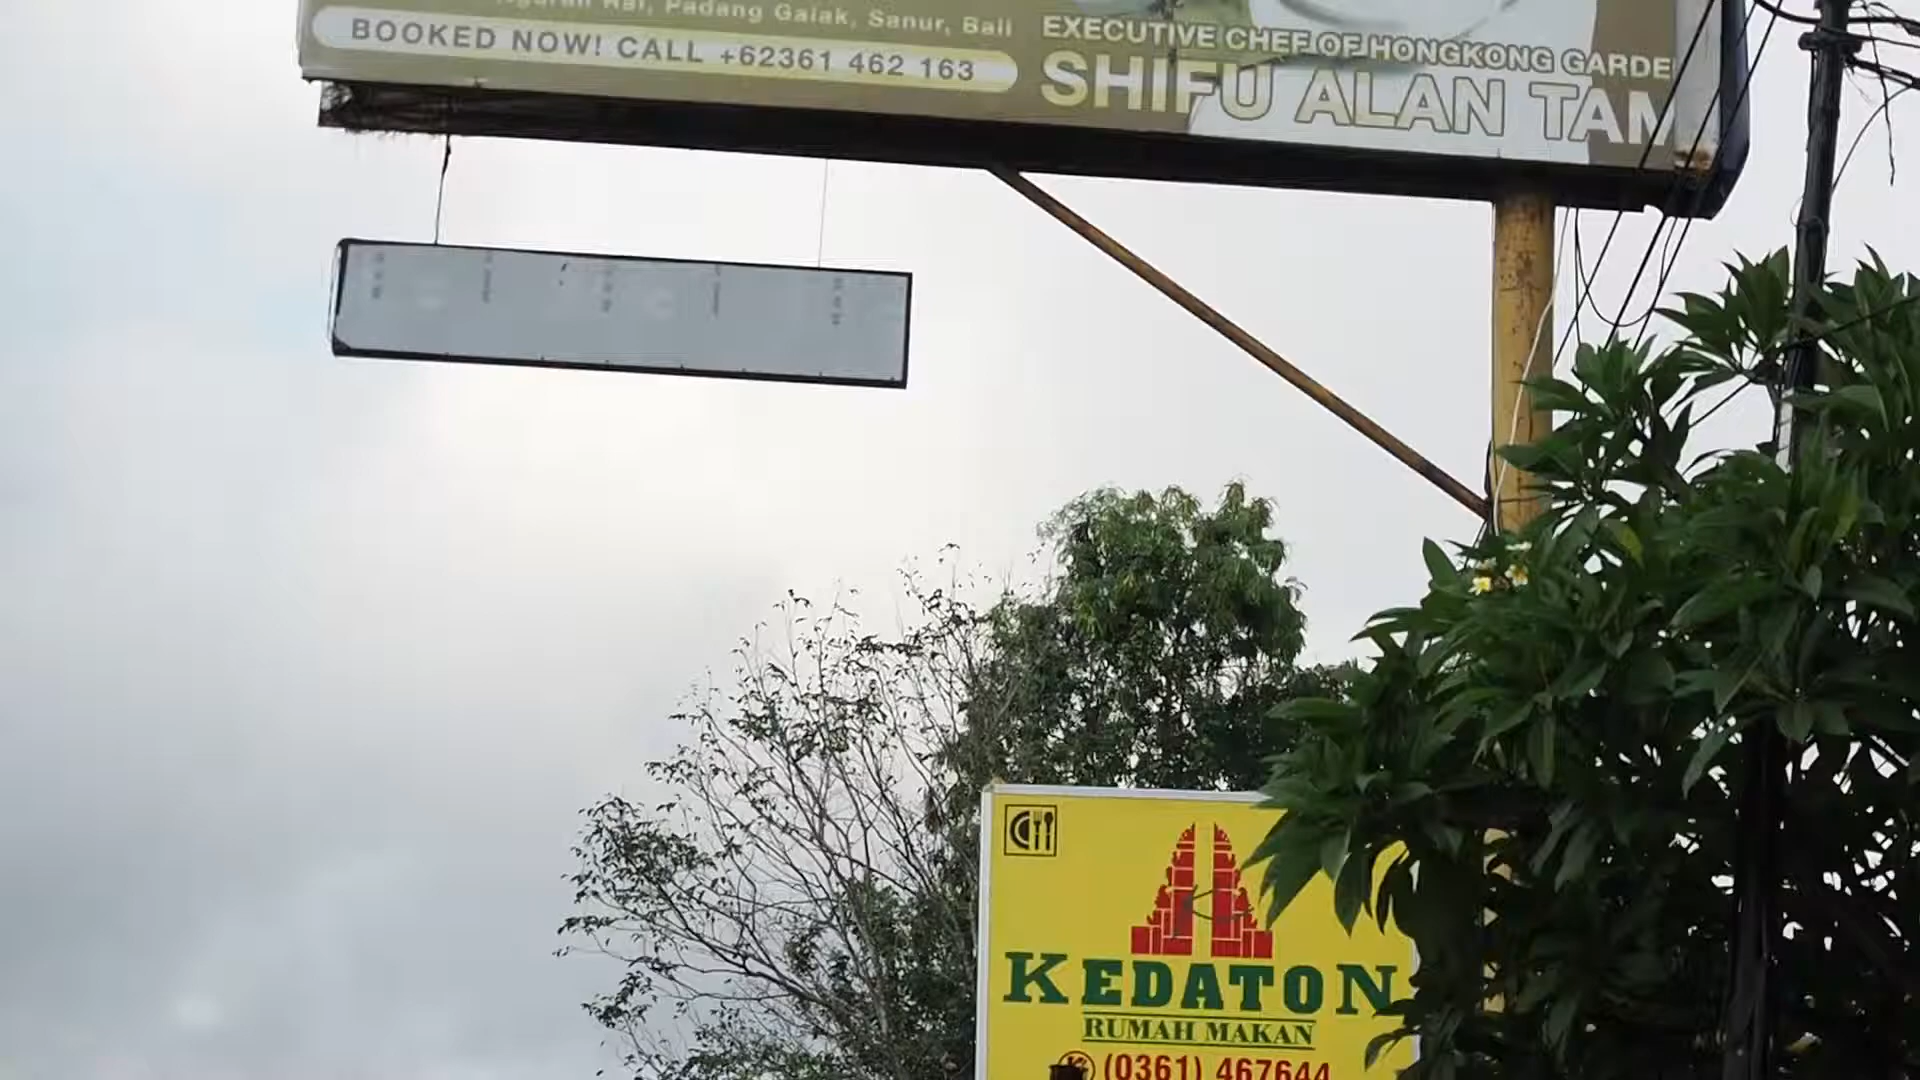 Rai, Padang Galak, Sanur, Bali
BOOKED NOW! CALL +62361 462 163
EXECUTIVE CHEF OF HONGKONG GARDE
SHIFU ALAN TAM
KEDATON
RUMAH MAKAN
(0361) 467644